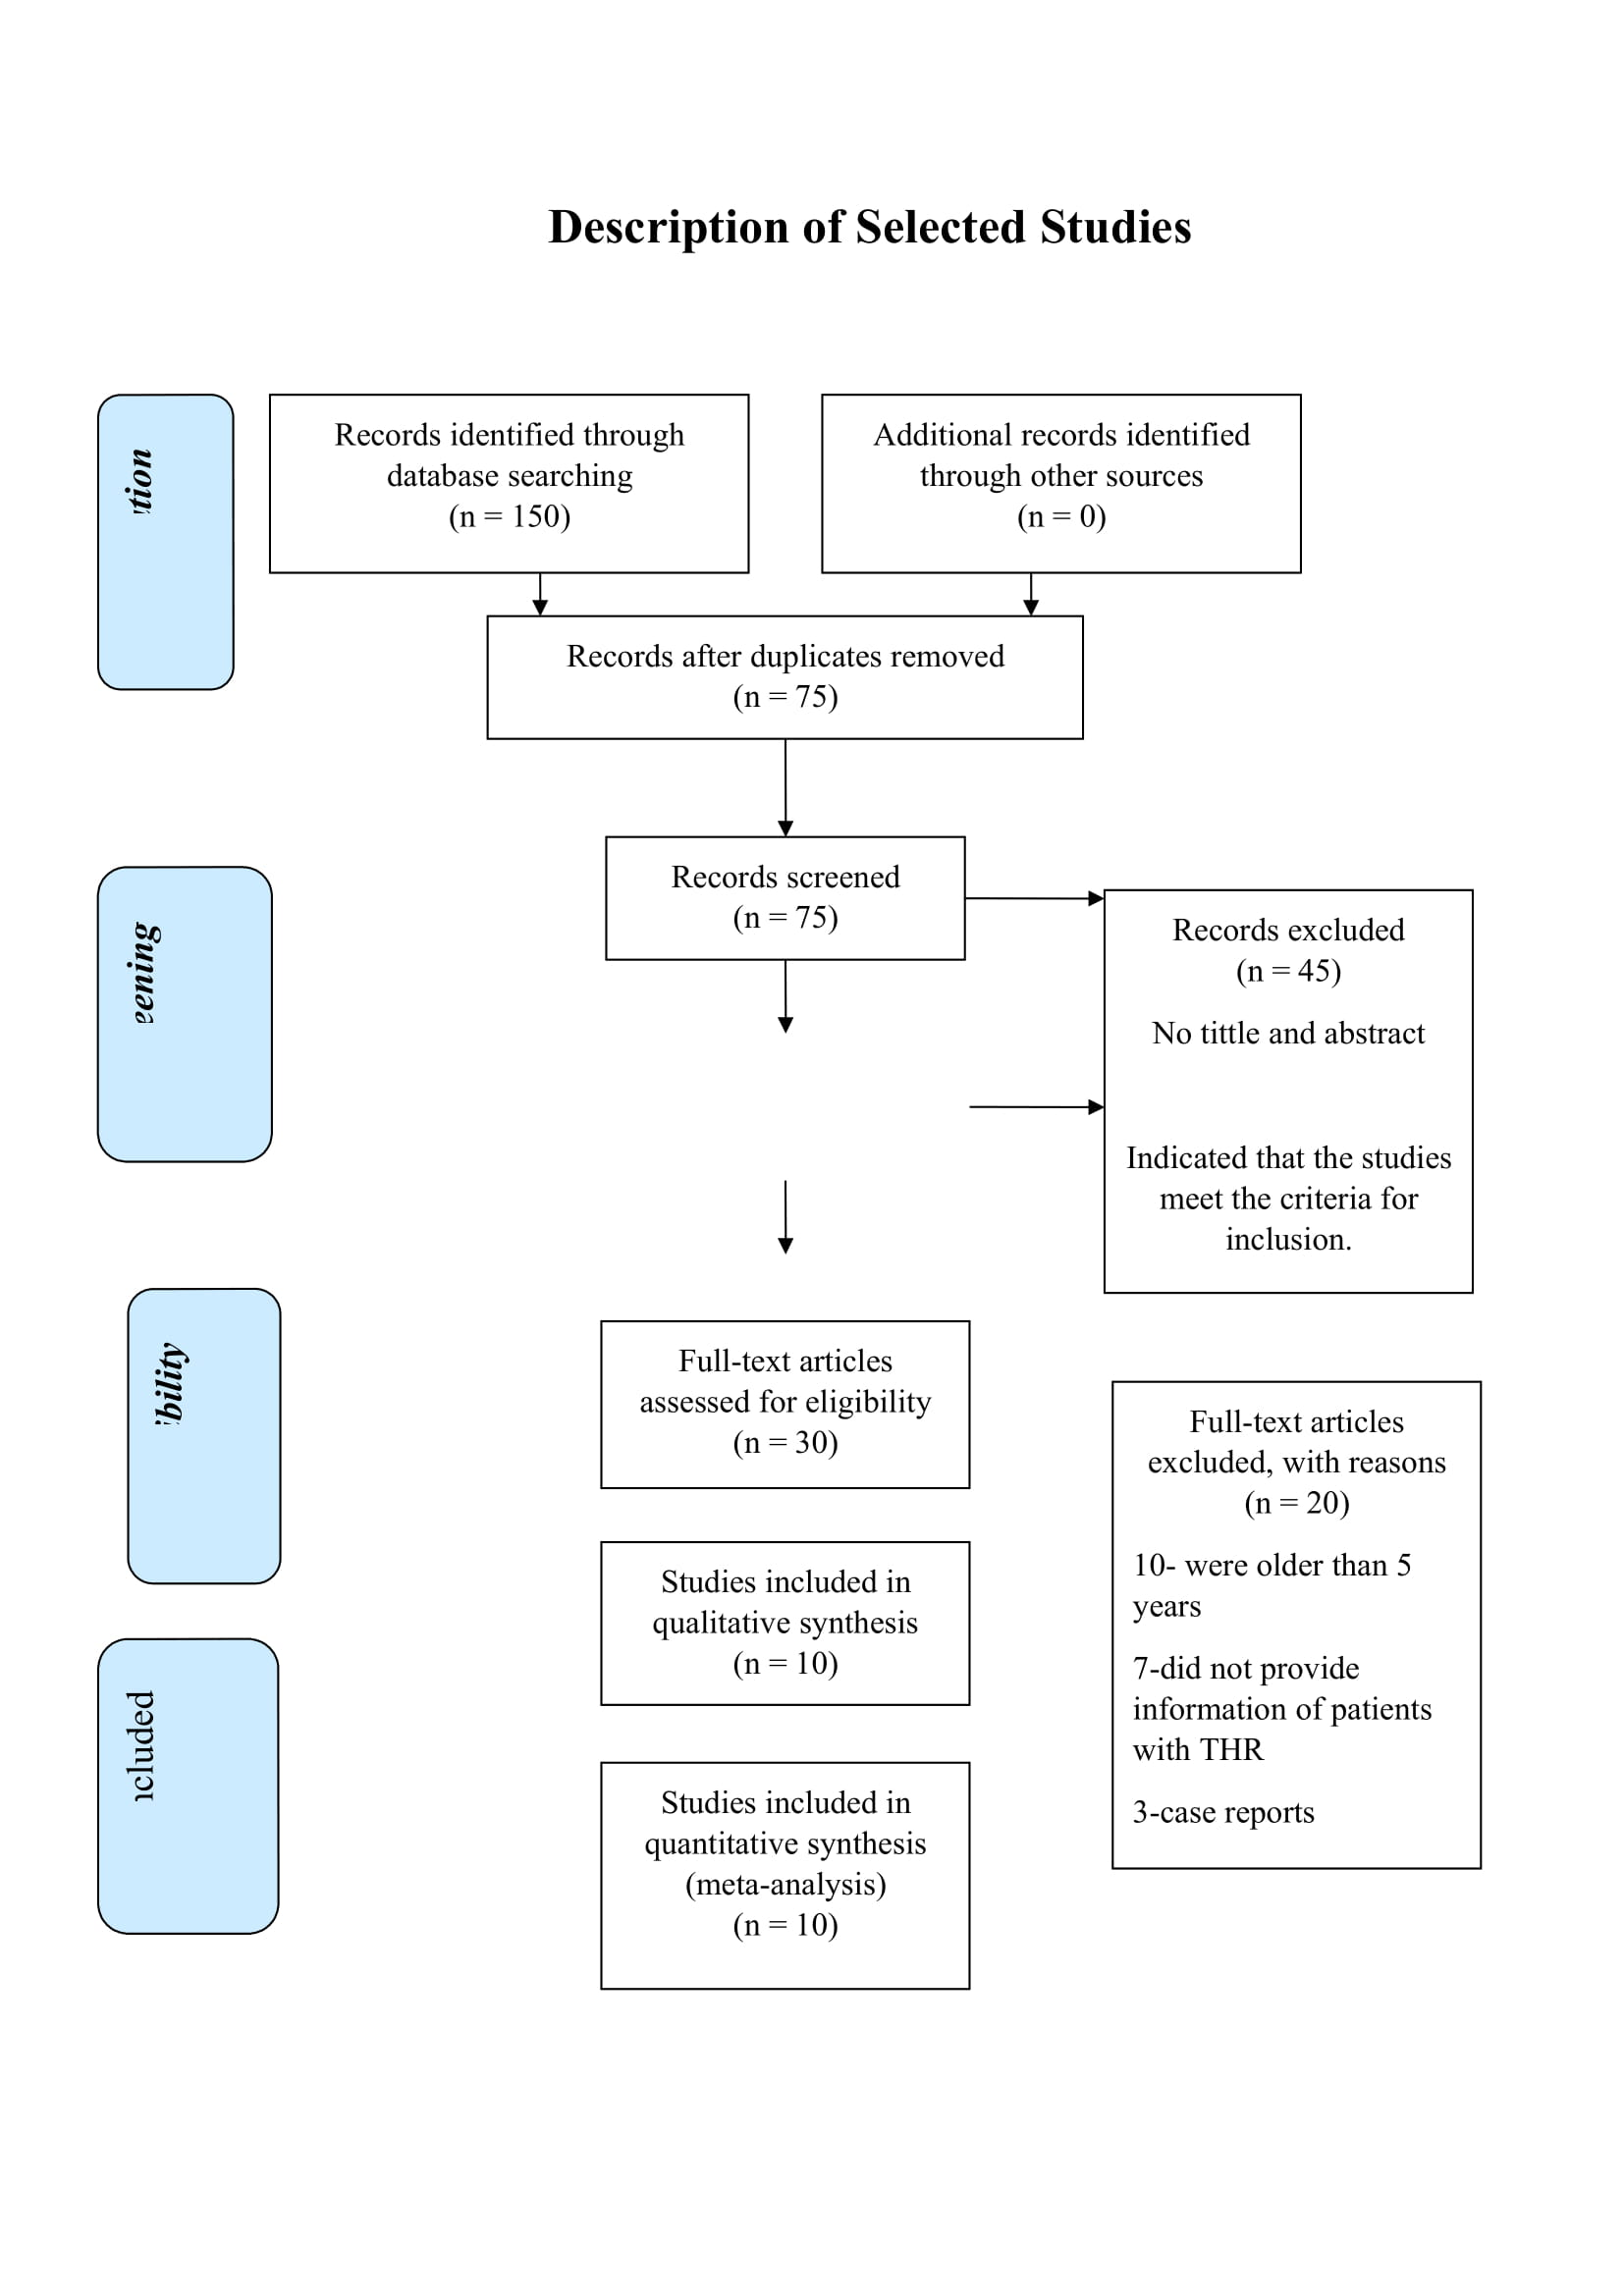 Description of Selected Studies
Records identified through
database searching
(n = 150)
Additional records identified
through other sources
(n = 0)
Records after duplicates removed
(n = 75)
Records screened
(n = 75)
eening
Records excluded
(n = 45)
No tittle and abstract
Indicated that the studies
meet the criteria for
inclusion.
bility
Full-text articles
assessed for eligibility
(n = 30)
Full-text articles
excluded, with reasons
(n = 20)
10- were older than 5
years
7-did not provide
information of patients
with THR
3-case reports
Studies included in
qualitative synthesis
(n = 10)
cluded
Studies included in
quantitative synthesis
(meta-analysis)
(n = 10)
tion